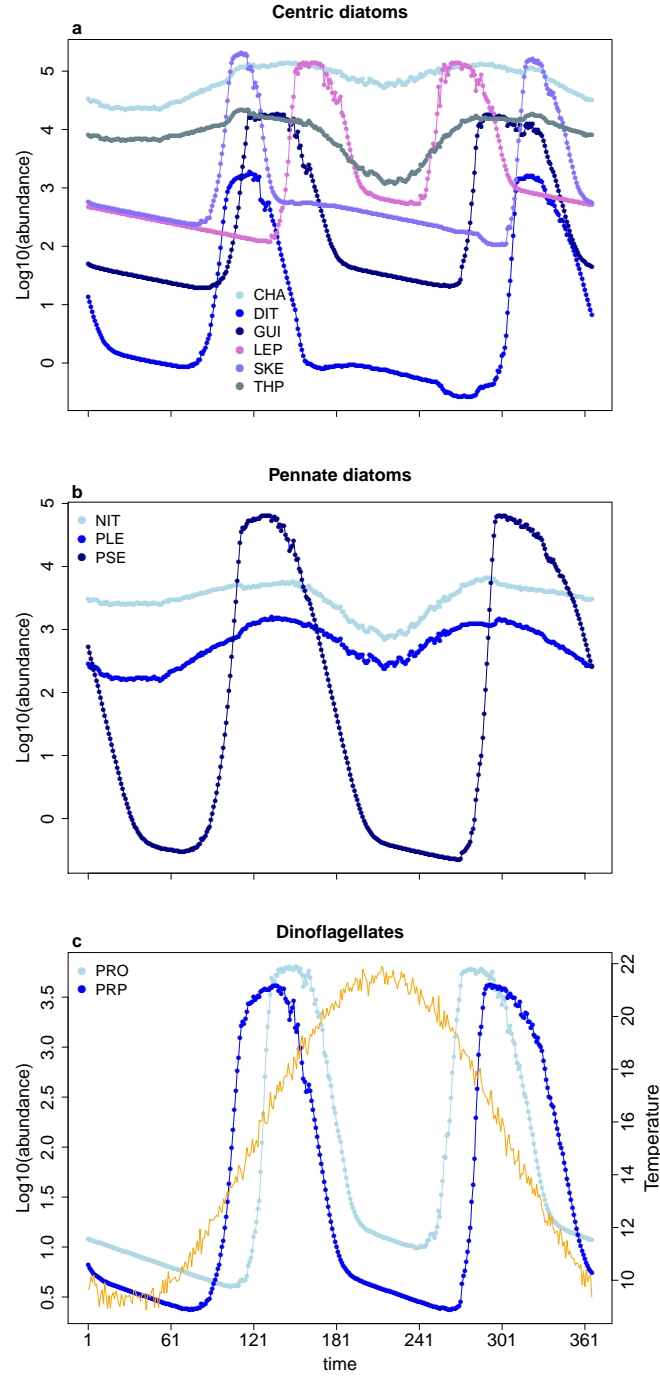 Centric diatoms
a
Log10(abundance)
5
4
3
2
1
0
CHA
DIT
GUI
LEP
SKE
THP
Pennate diatoms
b
Log10(abundance)
5
4
3
2
1
0
NIT
PLE
PSE
Dinoflagellates
c
Log10(abundance)
3.5
3.0
2.5
2.0
1.5
1.0
0.5
PRO
PRP
22
20
18
16
14
12
10
Temperature
1 61 121 181 241 301 361
time